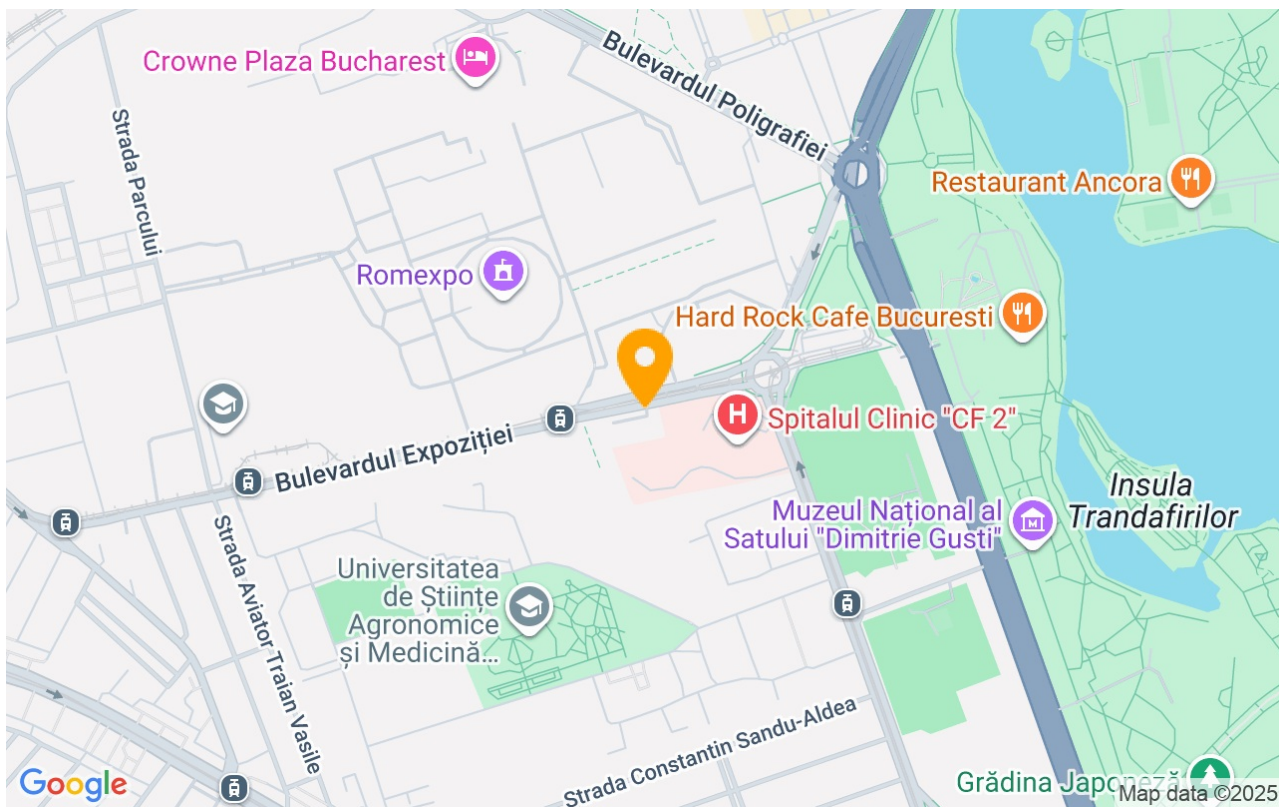 Crowne Plaza Bucharest
Bulevardul Poligrafiei
Strada Parcului
Restaurant Ancora
Romexpo
Hard Rock Cafe Bucuresti
H
Spitalul Clinic "CF 2"
Bulevardul Expoziției
Insula
Trandafirilor
Muzeul Național al
Satului "Dimitrie Gusti"
M
Universitatea
de Științe
Agronomice
și Medicină...
Strada Aviator Traian Vasile
Strada Constantin Sandu-Aldea
Grădina Japoneză
Google
Map data ©2025